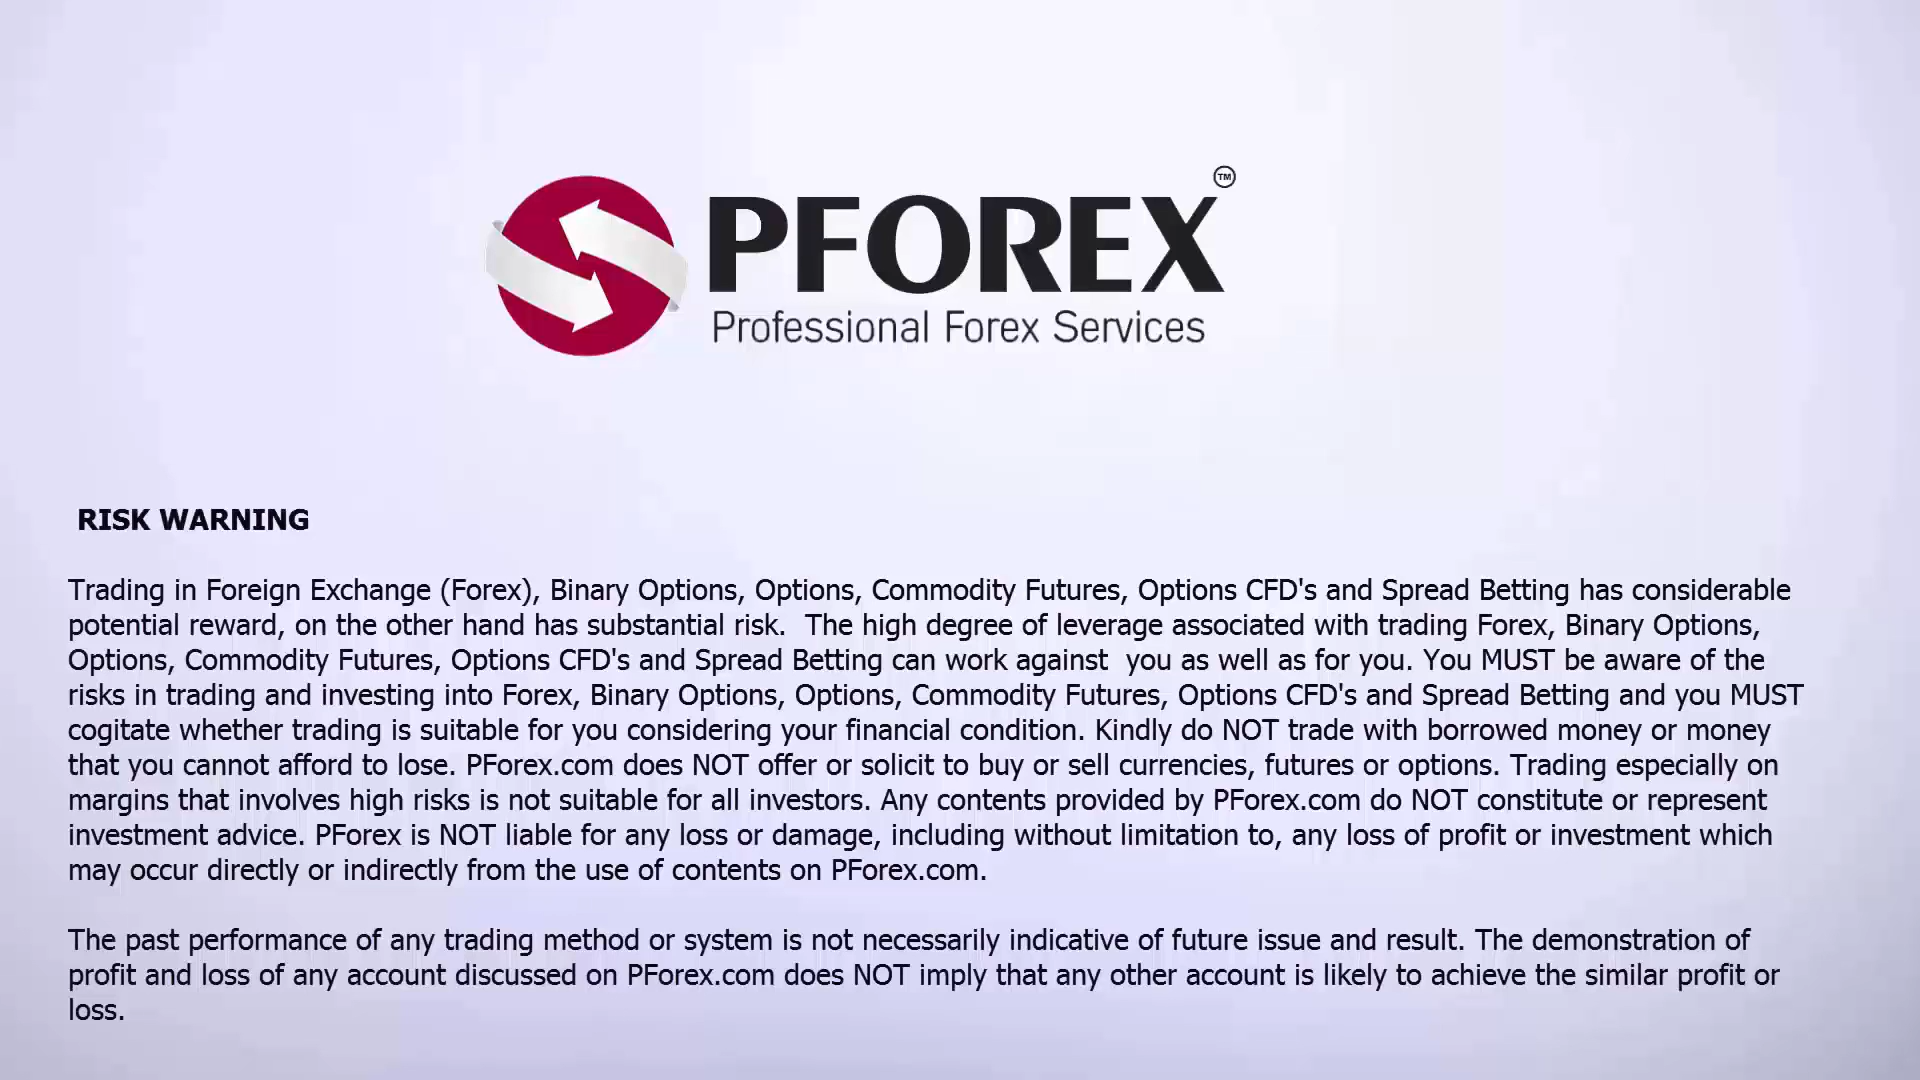 PFOREX
TM
Professional Forex Services
RISK WARNING
Trading in Foreign Exchange (Forex), Binary Options, Options, Commodity Futures, Options CFD's and Spread Betting has considerable
potential reward, on the other hand has substantial risk.  The high degree of leverage associated with trading Forex, Binary Options,
Options, Commodity Futures, Options CFD's and Spread Betting can work against  you as well as for you. You MUST be aware of the
risks in trading and investing into Forex, Binary Options, Options, Commodity Futures, Options CFD's and Spread Betting and you MUST
cogitate whether trading is suitable for you considering your financial condition. Kindly do NOT trade with borrowed money or money
that you cannot afford to lose. PForex.com does NOT offer or solicit to buy or sell currencies, futures or options. Trading especially on
margins that involves high risks is not suitable for all investors. Any contents provided by PForex.com do NOT constitute or represent
investment advice. PForex is NOT liable for any loss or damage, including without limitation to, any loss of profit or investment which
may occur directly or indirectly from the use of contents on PForex.com.
The past performance of any trading method or system is not necessarily indicative of future issue and result. The demonstration of
profit and loss of any account discussed on PForex.com does NOT imply that any other account is likely to achieve the similar profit or
loss.